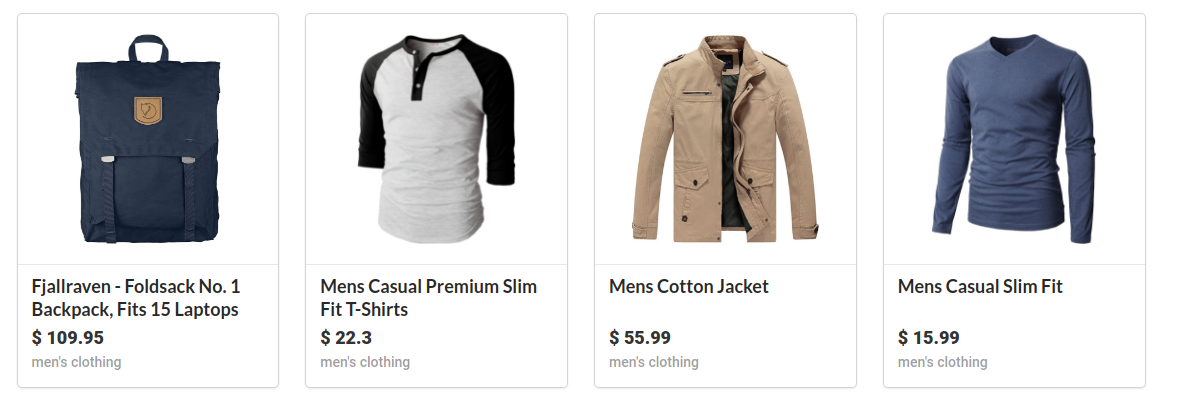 Fjallraven - Foldsack No. 1
Backpack, Fits 15 Laptops
$ 109.95
men's clothing
Mens Casual Premium Slim
Fit T-Shirts
$ 22.3
men's clothing
Mens Cotton Jacket
$ 55.99
men's clothing
Mens Casual Slim Fit
$ 15.99
men's clothing